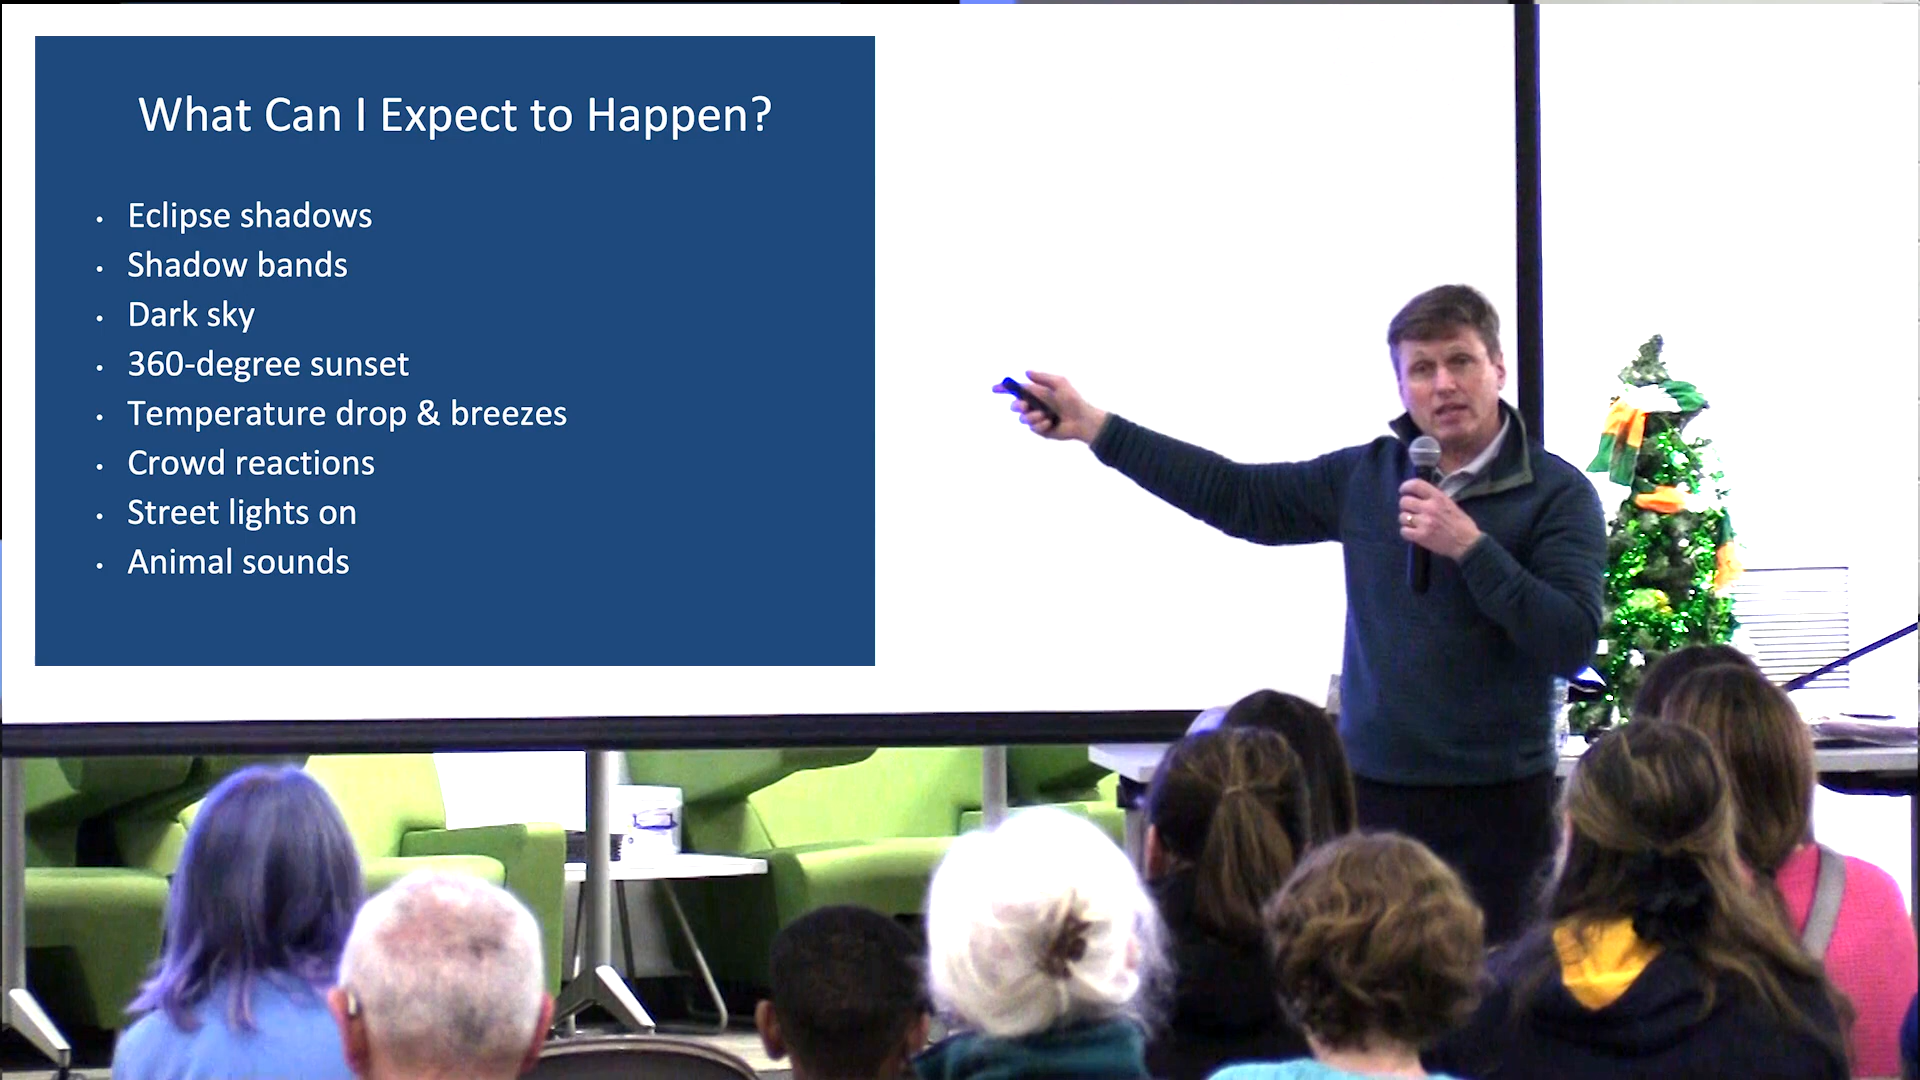 What Can I Expect to Happen?
• Eclipse shadows
• Shadow bands
• Dark sky
• 360-degree sunset
• Temperature drop & breezes
• Crowd reactions
• Street lights on
• Animal sounds